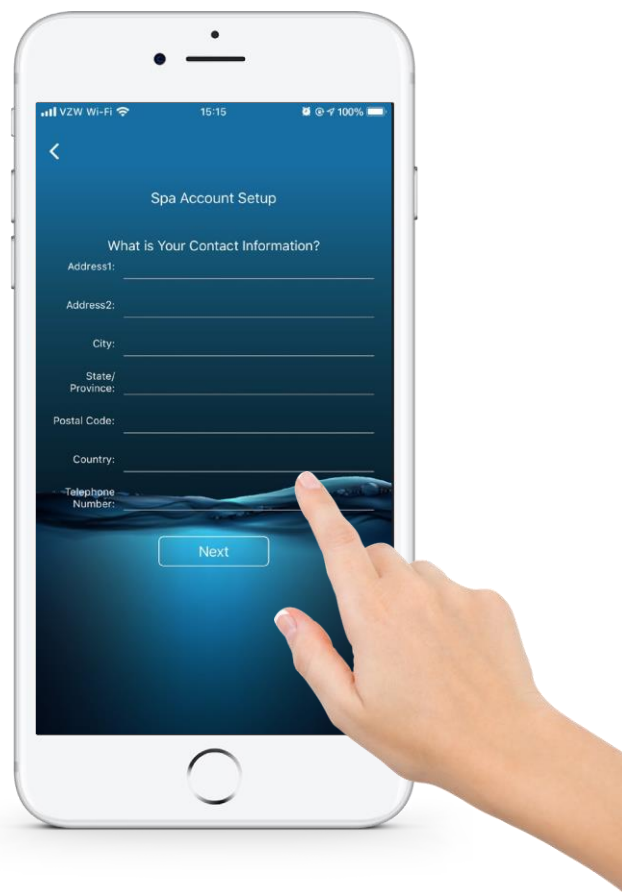 VZW Wi-Fi 15:15 100%
Spa Account Setup
What is Your Contact Information?
Address1:
Address2:
City:
State/
Province:
Postal Code:
Country:
Telephone
Number:
Next